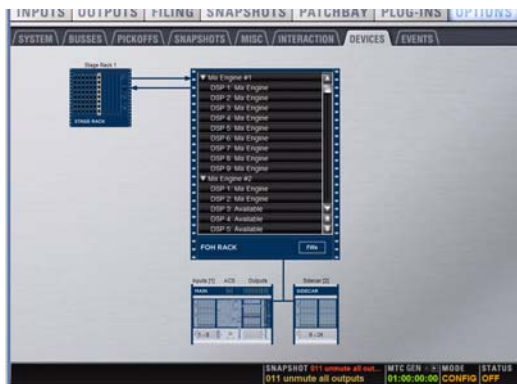 INPUTS OUTPUTS FILING SNAPSHOTS PATCHBAY PLUG-INS OPTIONS
SYSTEM BUSSES PICKOFFS SNAPSHOTS MISC INTERACTION DEVICES EVENTS
Stage Rack 1
STAGE RACK
Mix Engine #1
DSP 1: Mix Engine
DSP 2: Mix Engine
DSP 3: Mix Engine
DSP 4: Mix Engine
DSP 5: Mix Engine
DSP 6: Mix Engine
DSP 7: Mix Engine
DSP 8: Mix Engine
DSP 9: Mix Engine
Mix Engine #2
DSP 1: Mix Engine
DSP 2: Mix Engine
DSP 3: Available
DSP 4: Available
DSP 5: Available
FOH RACK
FWx
Inputs [1] ACS Outputs Sidecar [2]
MAIN SIDECAR
SNAPSHOT 011 unmute all out... MTC GEN MODE STATUS
011 unmute all outputs 01:00:00:00 CONFIG OFF